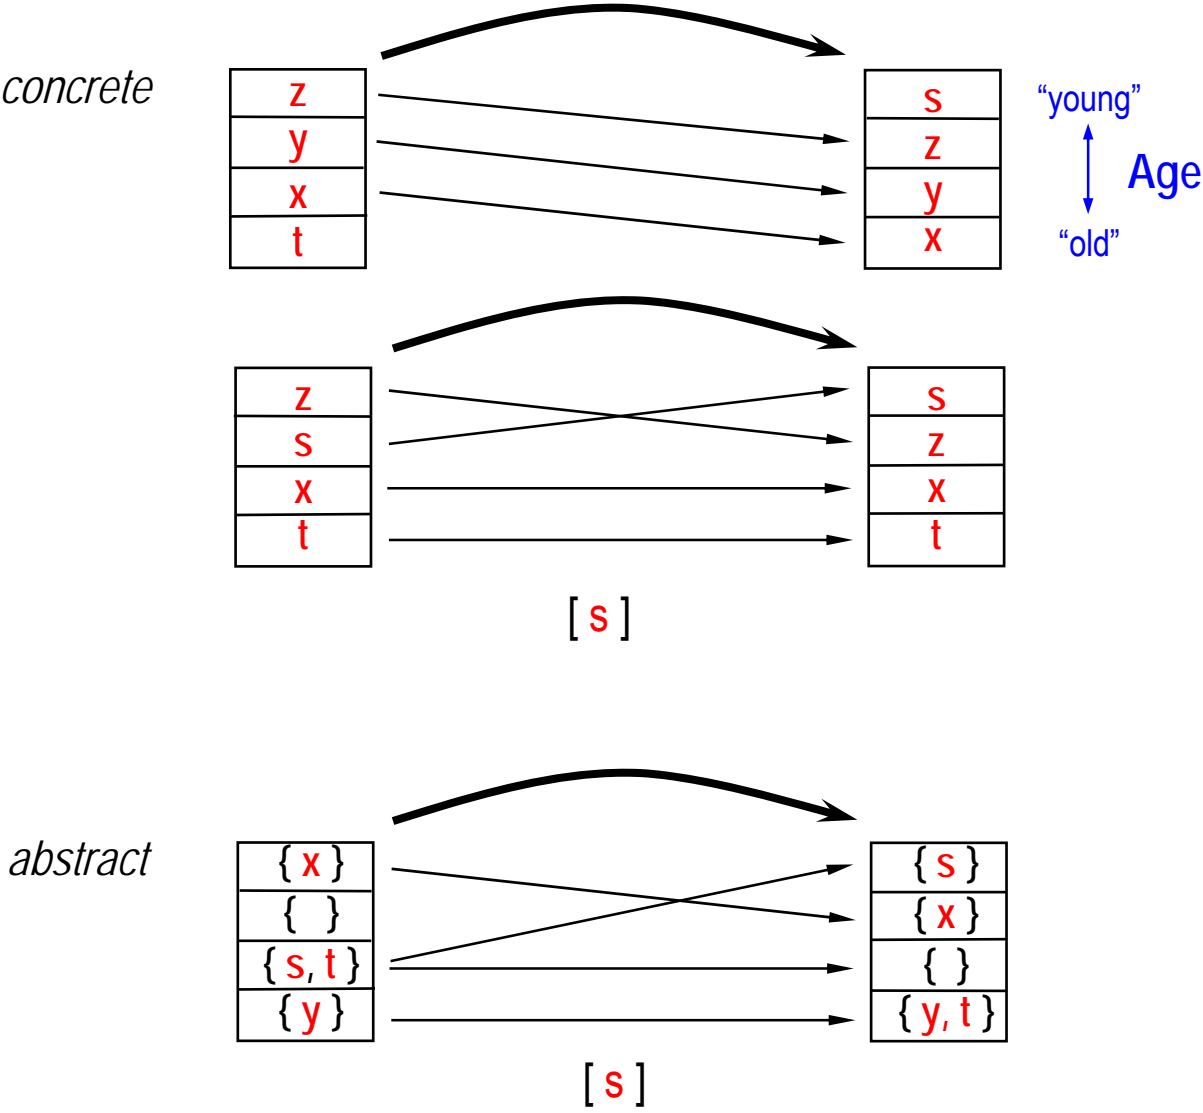 concrete
z s “young”
y z Age
x y
t x “old”
z s
s z
x x
t t
[ s ]
abstract
{ x } { s }
{ } { x }
{ s, t } { }
{ y } { y, t }
[ s ]